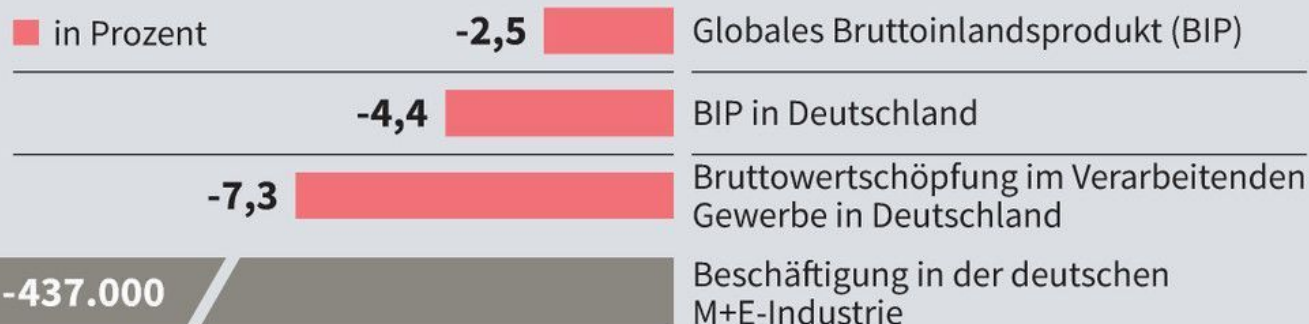 in Prozent
-2,5 Globales Bruttoinlandsprodukt (BIP)
-4,4 BIP in Deutschland
-7,3 Bruttowertschöpfung im Verarbeitenden
Gewerbe in Deutschland
-437.000 Beschäftigung in der deutschen
M+E-Industrie